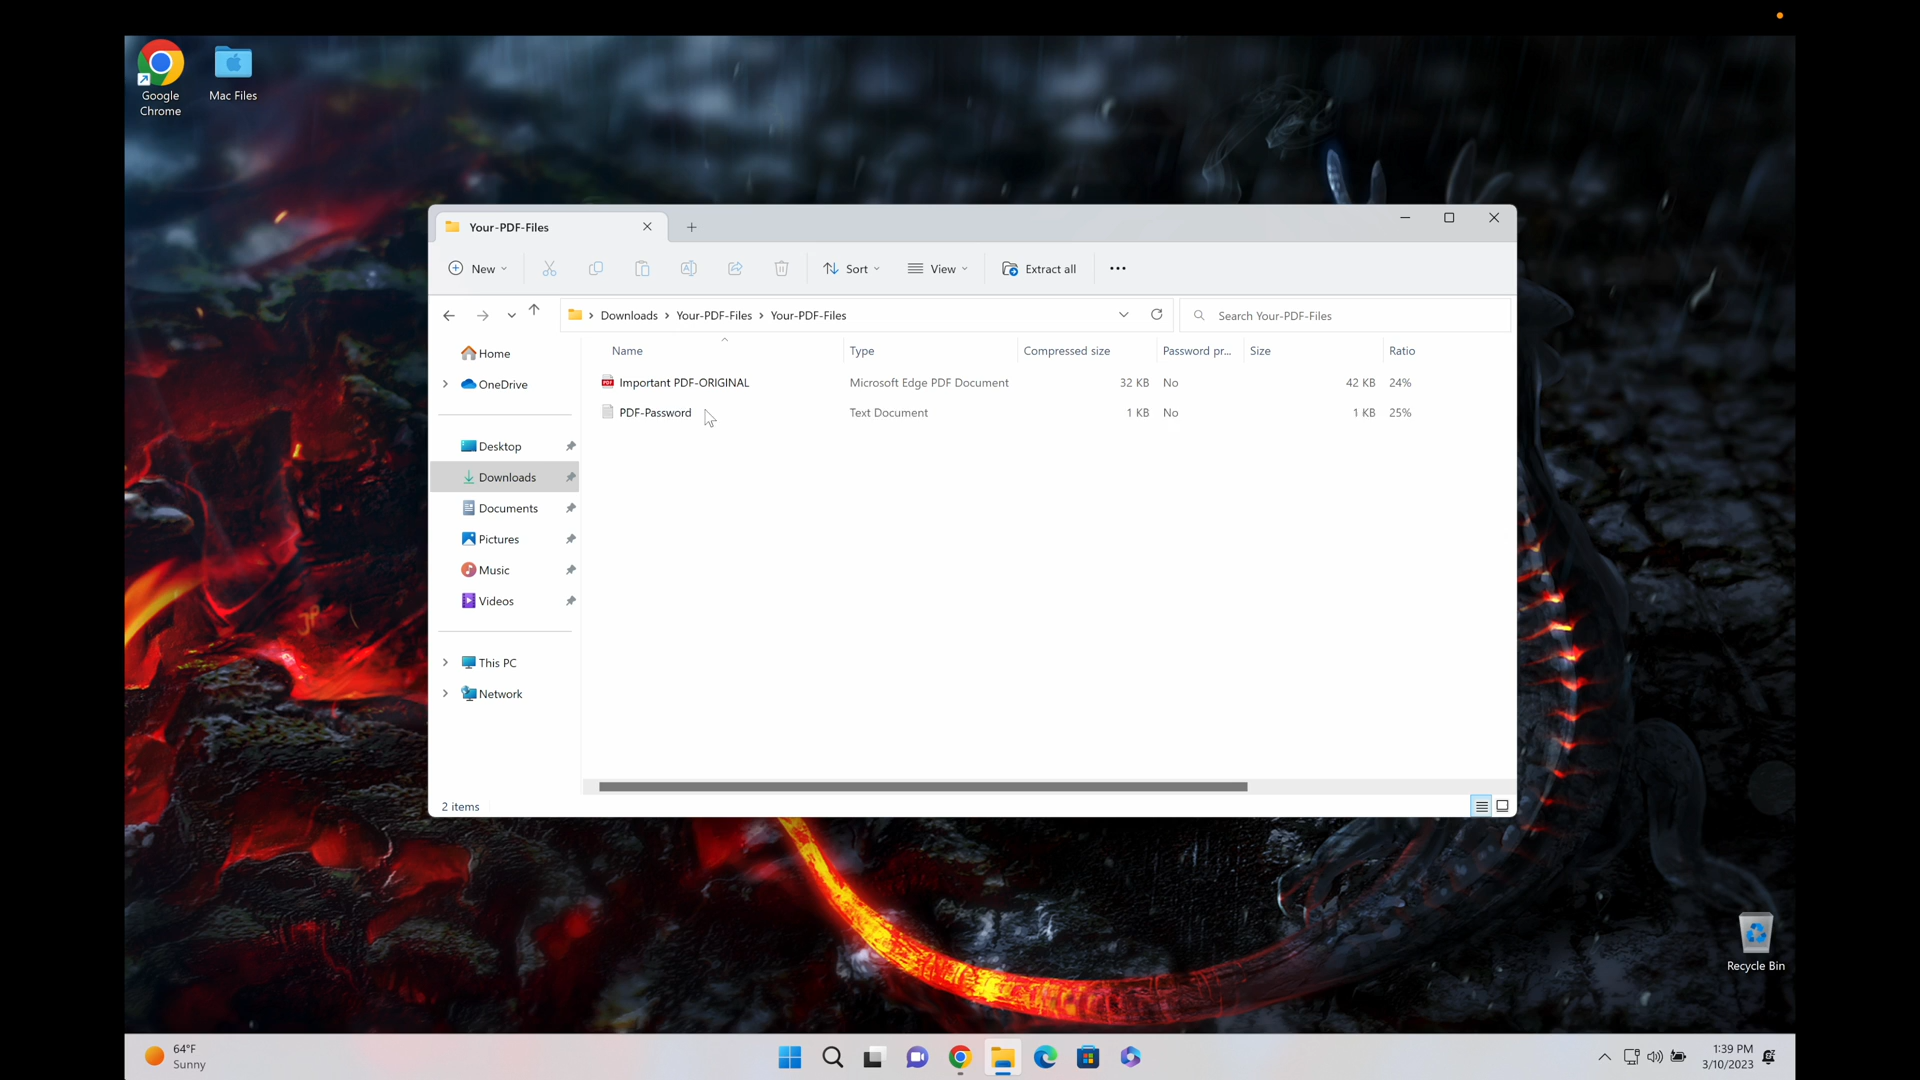 Google
Chrome
Mac Files
Your-PDF-Files
New
Sort
View
Extract all
Downloads > Your-PDF-Files > Your-PDF-Files
Search Your-PDF-Files
Name Type Compressed size Password pr... Size Ratio
Important PDF-ORIGINAL Microsoft Edge PDF Document 32 KB No 42 KB 24%
PDF-Password Text Document 1 KB No 1 KB 25%
Home
OneDrive
Desktop
Downloads
Documents
Pictures
Music
Videos
This PC
Network
2 items
Recycle Bin
64°F
Sunny
1:39 PM
3/10/2023